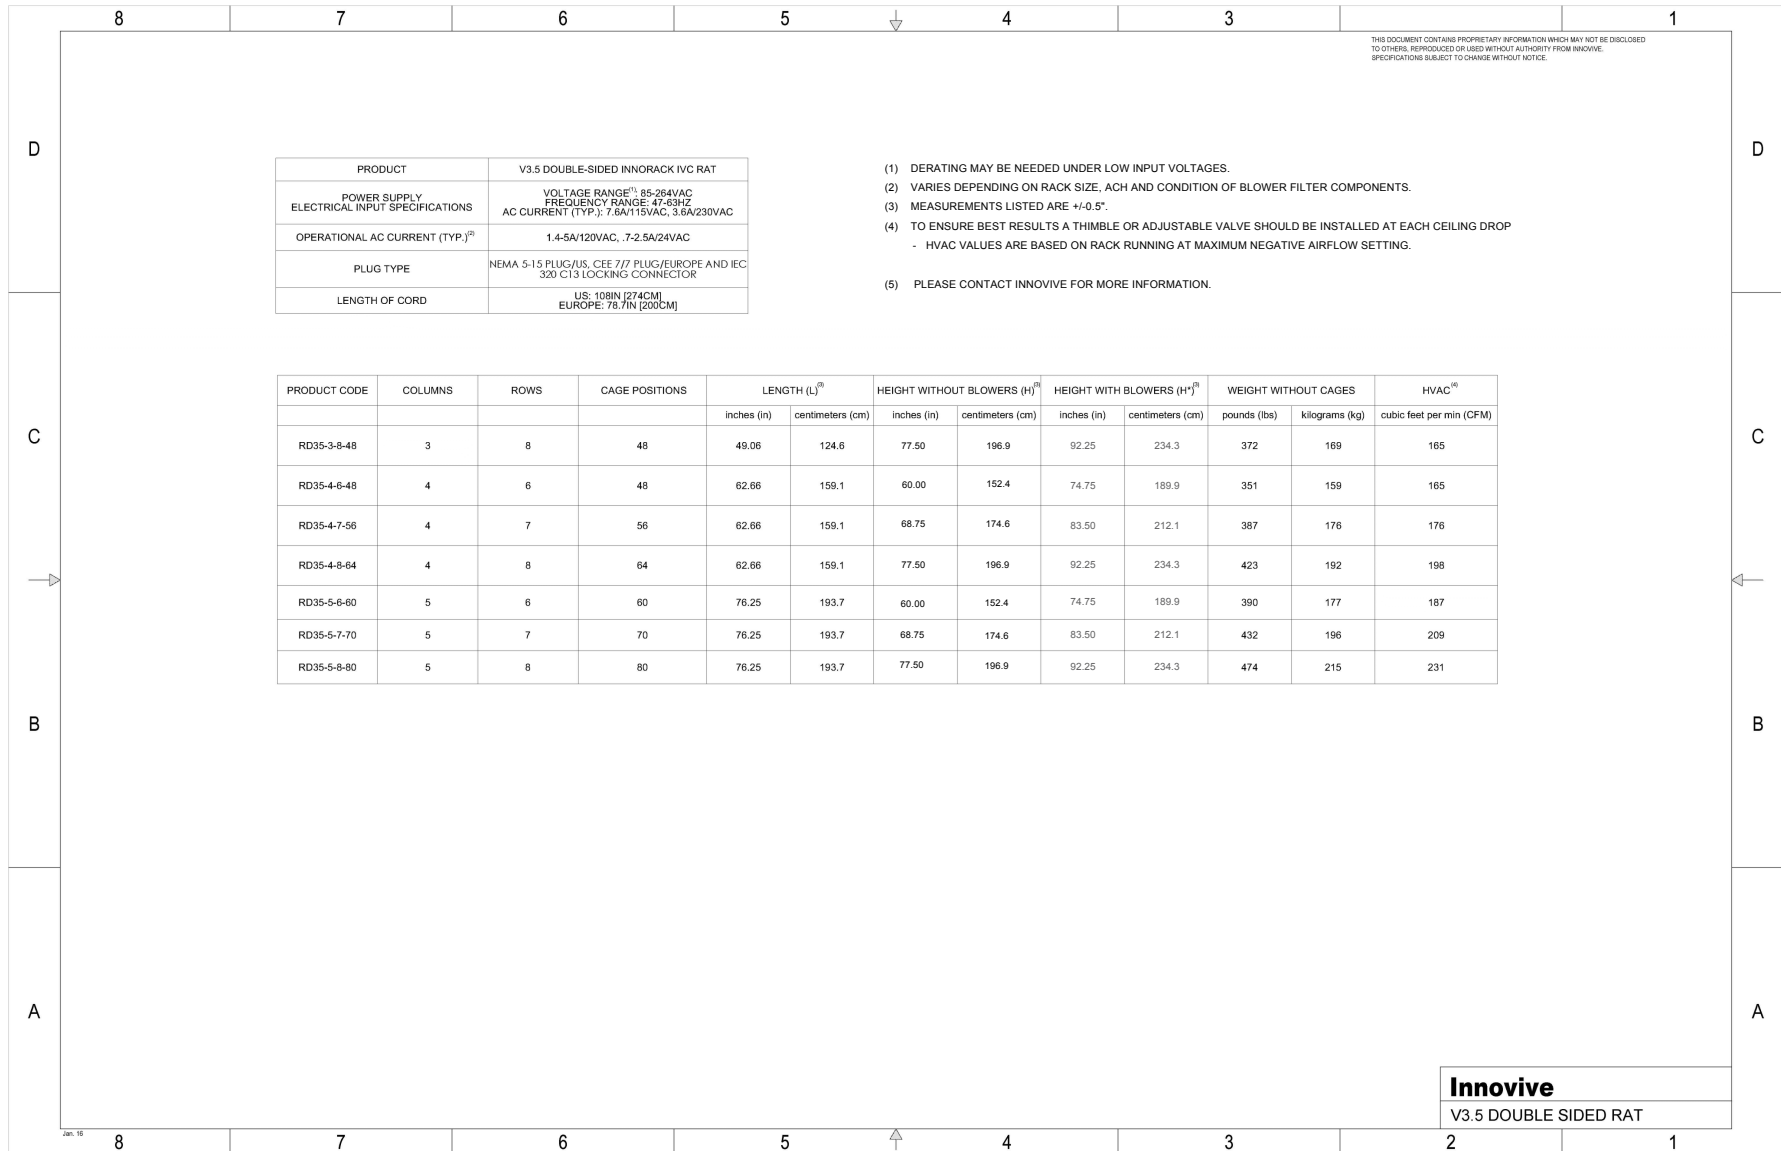 8 7 6 5 4 3 1
THIS DOCUMENT CONTAINS PROPRIETARY INFORMATION WHICH MAY NOT BE DISCLOSED
TO OTHERS, REPRODUCED OR USED WITHOUT AUTHORITY FROM INNOVIVE.
SPECIFICATIONS SUBJECT TO CHANGE WITHOUT NOTICE.
D D
PRODUCT V3.5 DOUBLE-SIDED INNORACK IVC RAT
POWER SUPPLY
ELECTRICAL INPUT SPECIFICATIONS
VOLTAGE RANGE(1): 85-264VAC
FREQUENCY RANGE: 47-63HZ
AC CURRENT (TYP.): 7.6A/115VAC, 3.6A/230VAC
OPERATIONAL AC CURRENT (TYP.)(2) 1.4-5A/120VAC, .7-2.5A/24VAC
PLUG TYPE
NEMA 5-15 PLUG/US, CEE 7/7 PLUG/EUROPE AND IEC
320 C13 LOCKING CONNECTOR
LENGTH OF CORD
US: 108IN [274CM]
EUROPE: 78.7IN [200CM]
(1) DERATING MAY BE NEEDED UNDER LOW INPUT VOLTAGES.
(2) VARIES DEPENDING ON RACK SIZE, ACH AND CONDITION OF BLOWER FILTER COMPONENTS.
(3) MEASUREMENTS LISTED ARE +/-0.5".
(4) TO ENSURE BEST RESULTS A THIMBLE OR ADJUSTABLE VALVE SHOULD BE INSTALLED AT EACH CEILING DROP
- HVAC VALUES ARE BASED ON RACK RUNNING AT MAXIMUM NEGATIVE AIRFLOW SETTING.
(5) PLEASE CONTACT INNOVIVE FOR MORE INFORMATION.
PRODUCT CODE COLUMNS ROWS CAGE POSITIONS LENGTH (L)(3) HEIGHT WITHOUT BLOWERS (H)(3) HEIGHT WITH BLOWERS (H*)(3) WEIGHT WITHOUT CAGES HVAC(4)
inches (in) centimeters (cm) inches (in) centimeters (cm) inches (in) centimeters (cm) pounds (lbs) kilograms (kg) cubic feet per min (CFM)
C C
RD35-3-8-48 3 8 48 49.06 124.6 77.50 196.9 92.25 234.3 372 169 165
RD35-4-6-48 4 6 48 62.66 159.1 60.00 152.4 74.75 189.9 351 159 165
RD35-4-7-56 4 7 56 62.66 159.1 68.75 174.6 83.50 212.1 387 176 176
RD35-4-8-64 4 8 64 62.66 159.1 77.50 196.9 92.25 234.3 423 192 198
RD35-5-6-60 5 6 60 76.25 193.7 60.00 152.4 74.75 189.9 390 177 187
RD35-5-7-70 5 7 70 76.25 193.7 68.75 174.6 83.50 212.1 432 196 209
RD35-5-8-80 5 8 80 76.25 193.7 77.50 196.9 92.25 234.3 474 215 231
B B
A A
Innovive
V3.5 DOUBLE SIDED RAT
Jan. 16
8 7 6 5 4 3 2 1